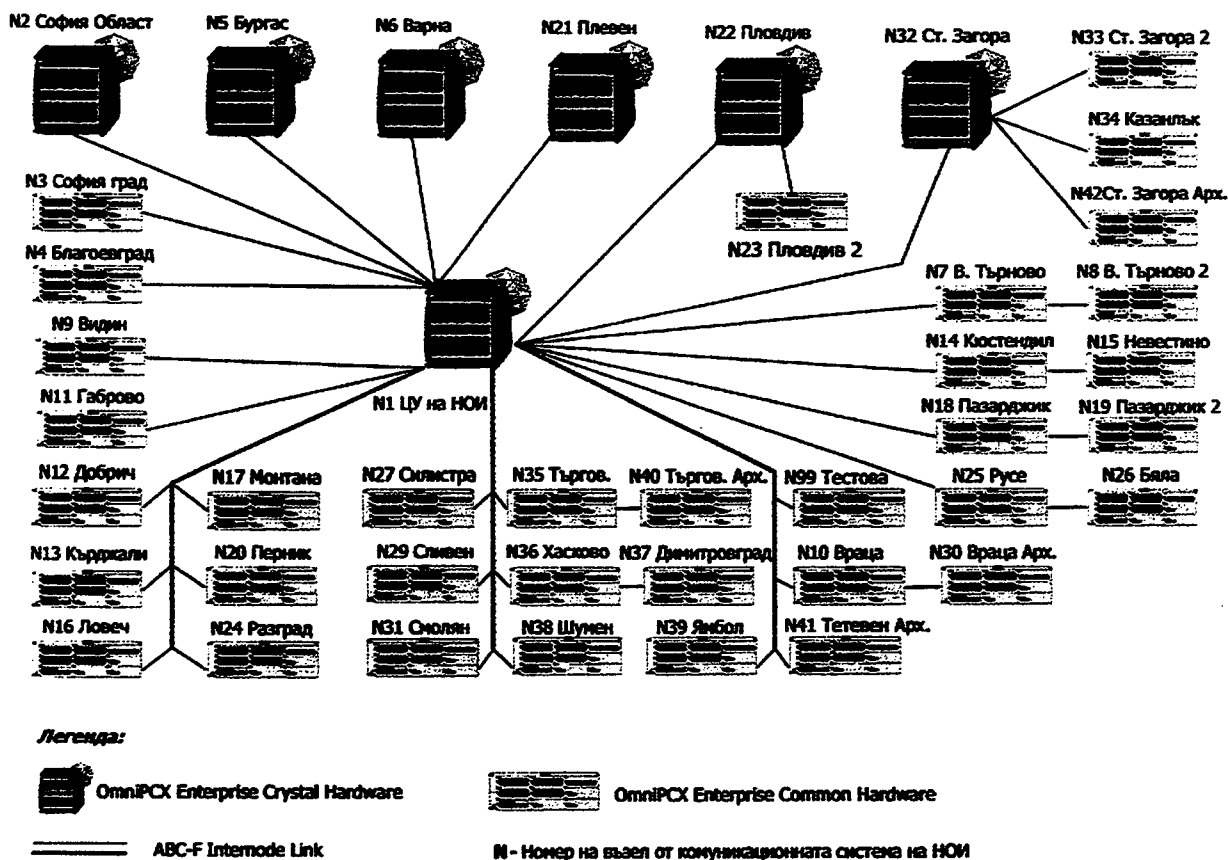 N2 София Област
N5 Бургас
N6 Варна
N21 Плевен
N22 Пловдив
N32 Ст. Загора
N33 Ст. Загора 2
N34 Казанлък
N3 София град
N42Ст. Загора Арх.
N23 Пловдив 2
N4 Благоевград
N7 В. Търново
N8 В. Търново 2
N9 Видин
N14 Кюстендил
N15 Невестино
N11 Габрово
N1 ЦУ на НОИ
N18 Пазарджик
N19 Пазарджик 2
N12 Добрич
N17 Монтана
N27 Силистра
N35 Търгов.
N40 Търгов. Арх.
N99 Тестова
N25 Русе
N26 Бяла
N13 Кърджали
N20 Перник
N29 Сливен
N36 Хасково
N37 Димитровград
N10 Враца
N30 Враца Арх.
N16 Ловеч
N24 Разград
N31 Смолян
N38 Шумен
N39 Ямбол
N41 Тетевен Арх.
Легенда:
OmniPCX Enterprise Crystal Hardware
OmniPCX Enterprise Common Hardware
ABC-F Internode Link
N - Номер на възел от комуникационната система на НОИ